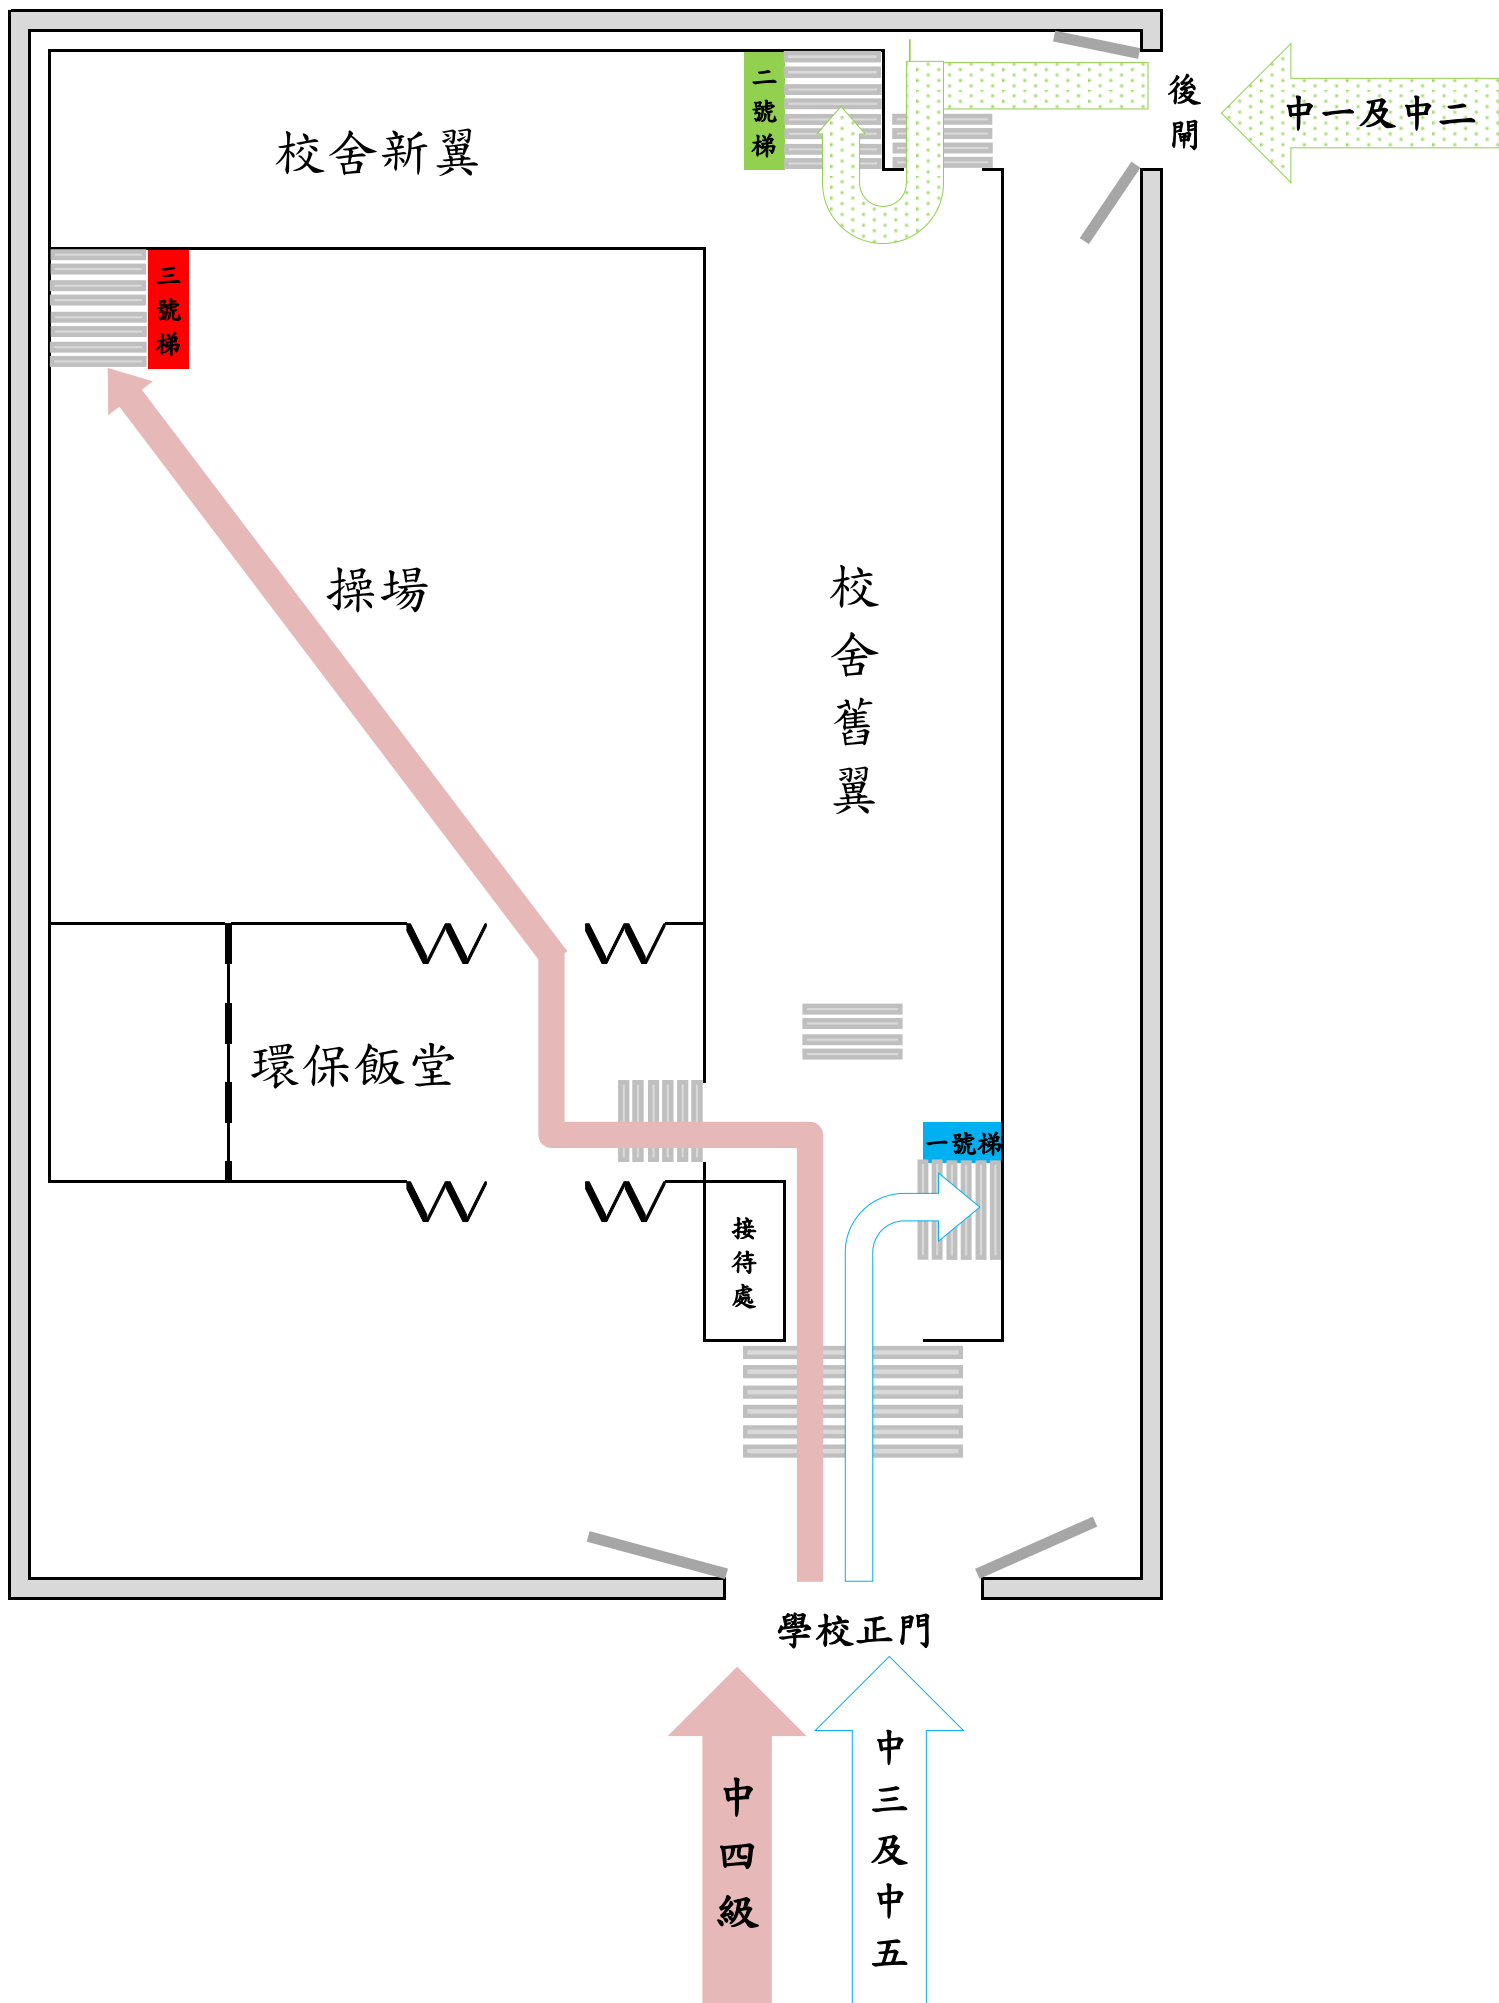 二號梯
後閘
中一及中二
校舍新翼
三號梯
操場
校舍舊翼
環保飯堂
一號梯
接待處
學校正門
中四級
中三及中五